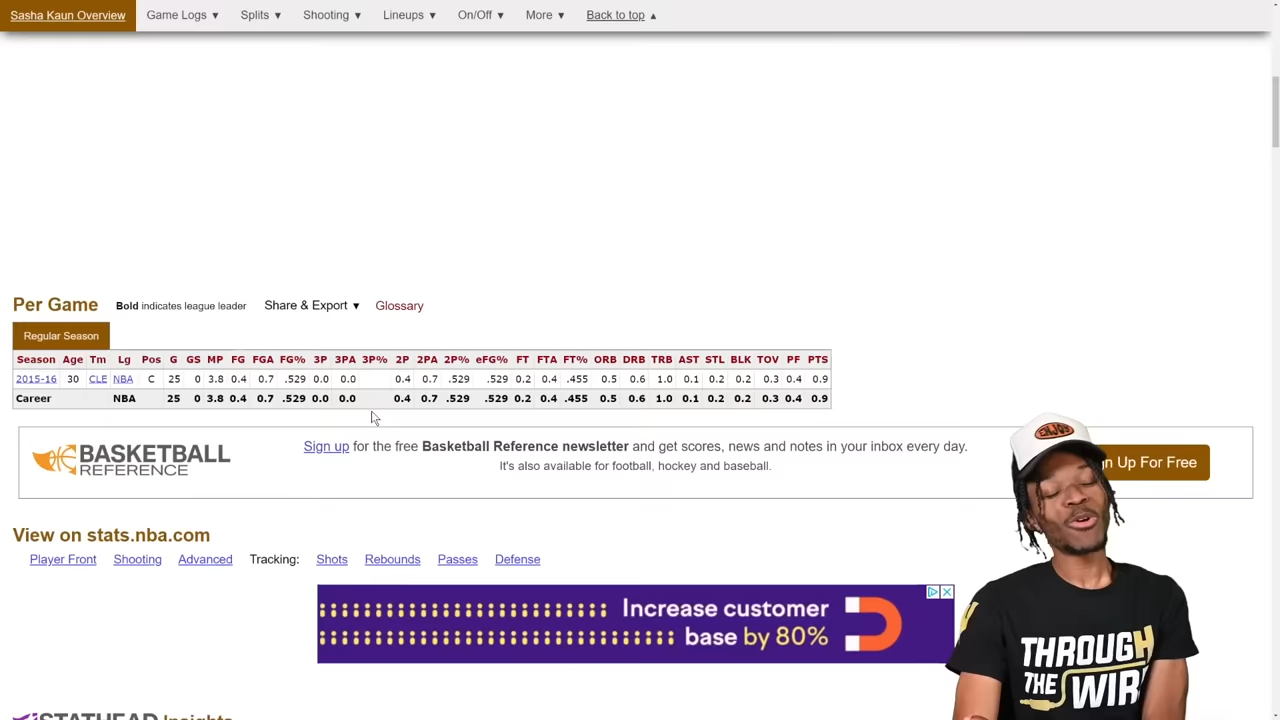 Sasha Kaun Overview Game Logs ▼ Splits ▼ Shooting ▼ Lineups ▼ On/Off ▼ More ▼ Back to top ▲
Per Game Bold indicates league leader Share & Export ▼ Glossary
Regular Season
Season Age Tm Lg Pos G GS MP FG FGA FG% 3P 3PA 3P% 2P 2PA 2P% eFG% FT FTA FT% ORB DRB TRB AST STL BLK TOV PF PTS
2015-16 30 CLE NBA C 25 0 3.8 0.4 0.7 .529 0.0 0.0 0.4 0.7 .529 .529 0.2 0.4 .455 0.5 0.6 1.0 0.1 0.2 0.2 0.3 0.4 0.9
Career NBA 25 0 3.8 0.4 0.7 .529 0.0 0.0 0.4 0.7 .529 .529 0.2 0.4 .455 0.5 0.6 1.0 0.1 0.2 0.2 0.3 0.4 0.9
BASKETBALL
REFERENCE
Sign up for the free Basketball Reference newsletter and get scores, news and notes in your inbox every day.
It's also available for football, hockey and baseball.
Up For Free
View on stats.nba.com
Player Front Shooting Advanced Tracking: Shots Rebounds Passes Defense
Increase customer
base by 80%
THROUGH
THE WIR
STATHEAD Insights